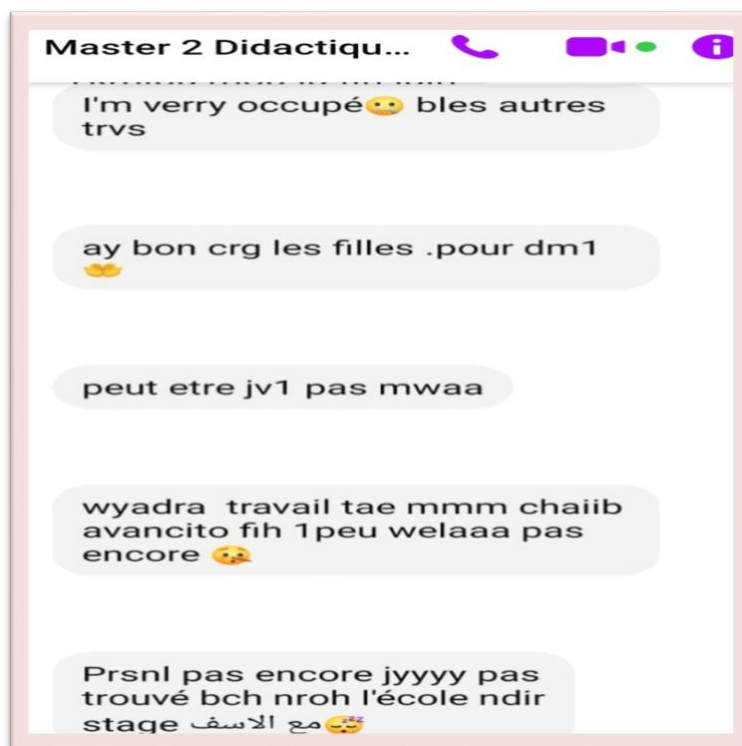 Master 2 Didactiqu...
I'm verry occupé🤐 bles autres
trvs
ay bon crg les filles .pour dm1
🤲
peut etre jv1 pas mwaa
wyadra travail tae mmm chaiib
avancito fih 1peu welaaa pas
encore 🤥
Prsnl pas encore jyyyy pas
trouvé bch nroh l'école ndir
stage مع الاسف😴